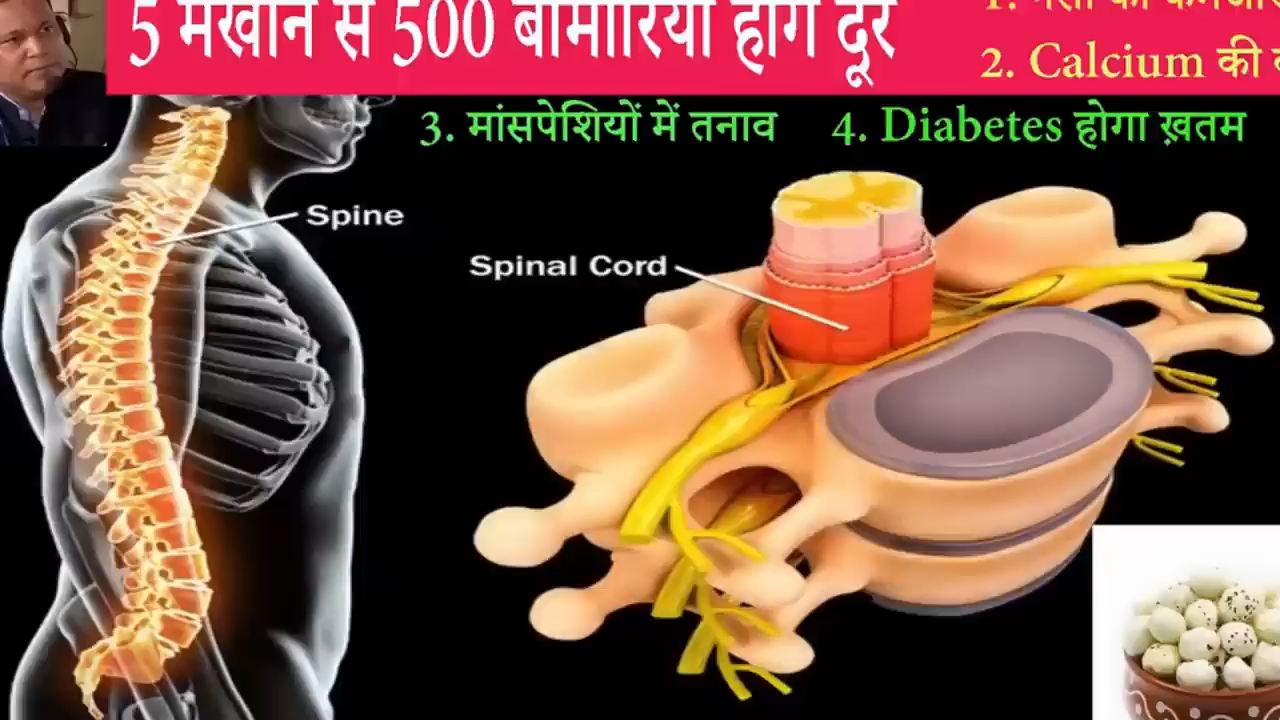 5 मखाने से 500 बीमारियां होंगी दूर
2. Calcium की
3. मांसपेशियों में तनाव 4. Diabetes होगा ख़तम
Spine
Spinal Cord